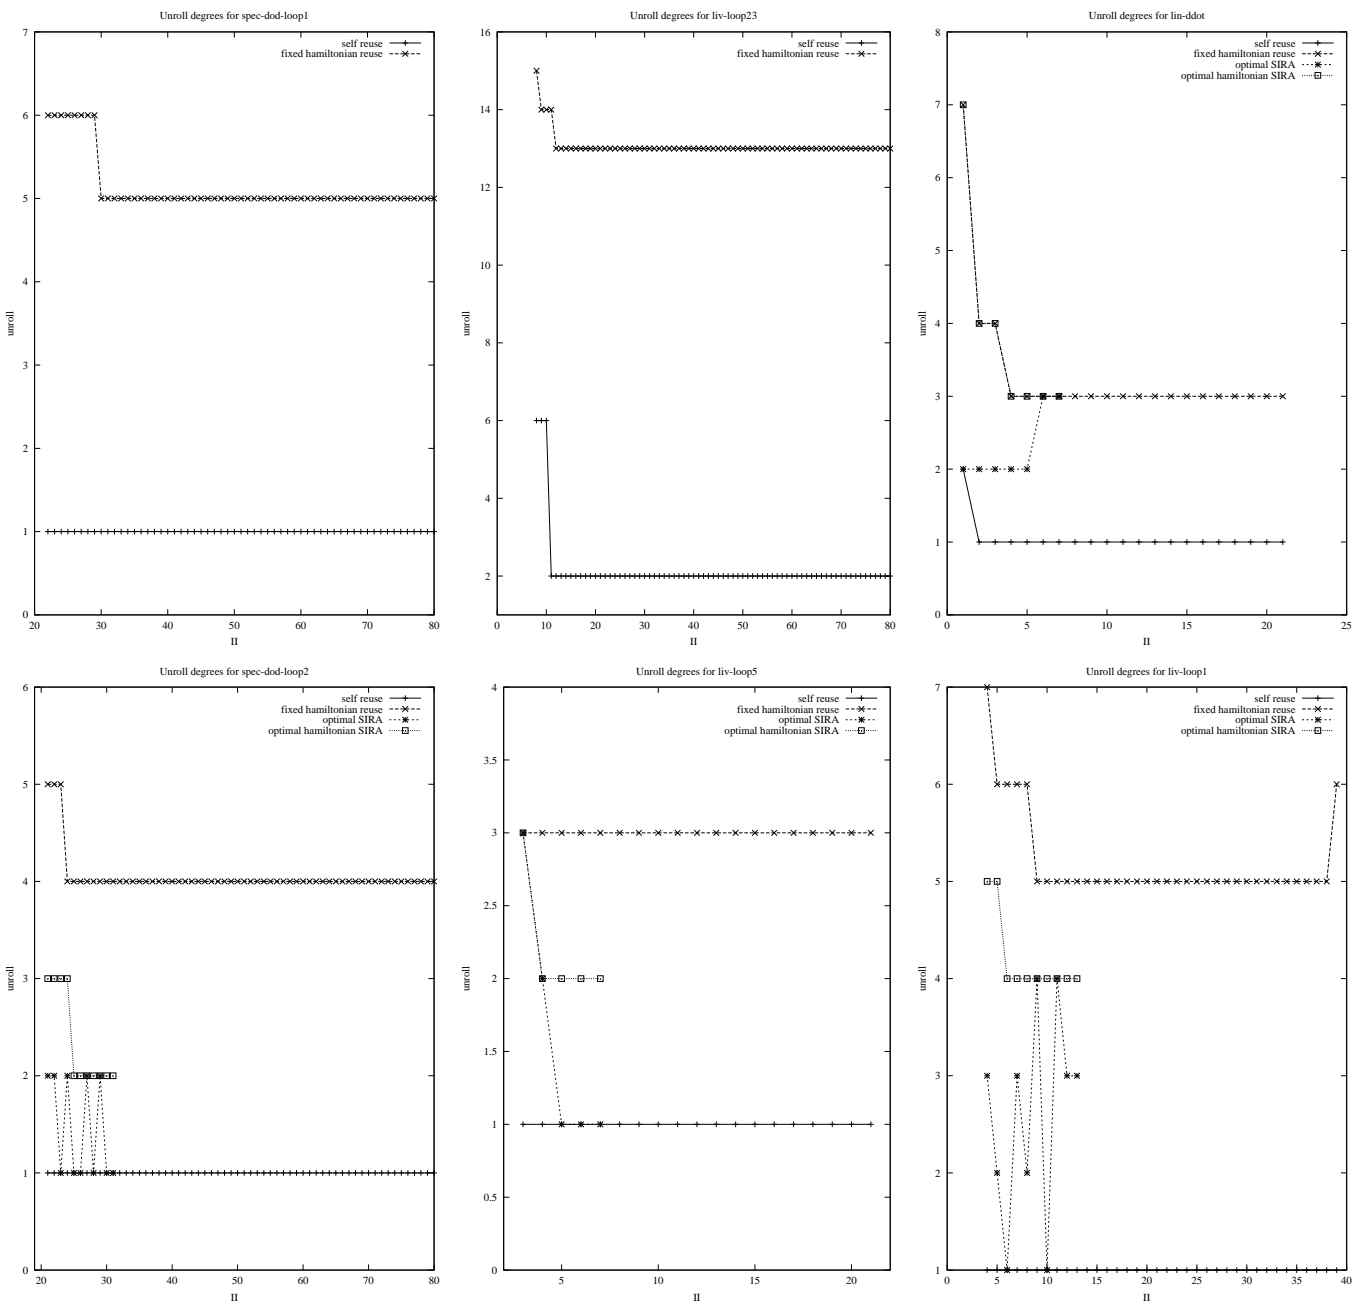 Unroll degrees for spec-dod-loop1
7
6
5
4
3
2
1
0
unroll
self reuse
fixed hamiltonian reuse
20 30 40 50 60 70 80
II
Unroll degrees for liv-loop23
16
14
12
10
8
6
4
2
unroll
self reuse
fixed hamiltonian reuse
0 10 20 30 40 50 60 70 80
II
Unroll degrees for lin-ddot
8
7
6
5
4
3
2
1
0
unroll
self reuse
fixed hamiltonian reuse
optimal SIRA
optimal hamiltonian SIRA
0 5 10 15 20 25
II
Unroll degrees for spec-dod-loop2
6
5
4
3
2
1
0
unroll
self reuse
fixed hamiltonian reuse
optimal SIRA
optimal hamiltonian SIRA
20 30 40 50 60 70 80
II
Unroll degrees for liv-loop5
4
3.5
3
2.5
2
1.5
1
0.5
0
unroll
self reuse
fixed hamiltonian reuse
optimal SIRA
optimal hamiltonian SIRA
5 10 15 20
II
Unroll degrees for liv-loop1
7
6
5
4
3
2
1
unroll
self reuse
fixed hamiltonian reuse
optimal SIRA
optimal hamiltonian SIRA
0 5 10 15 20 25 30 35 40
II